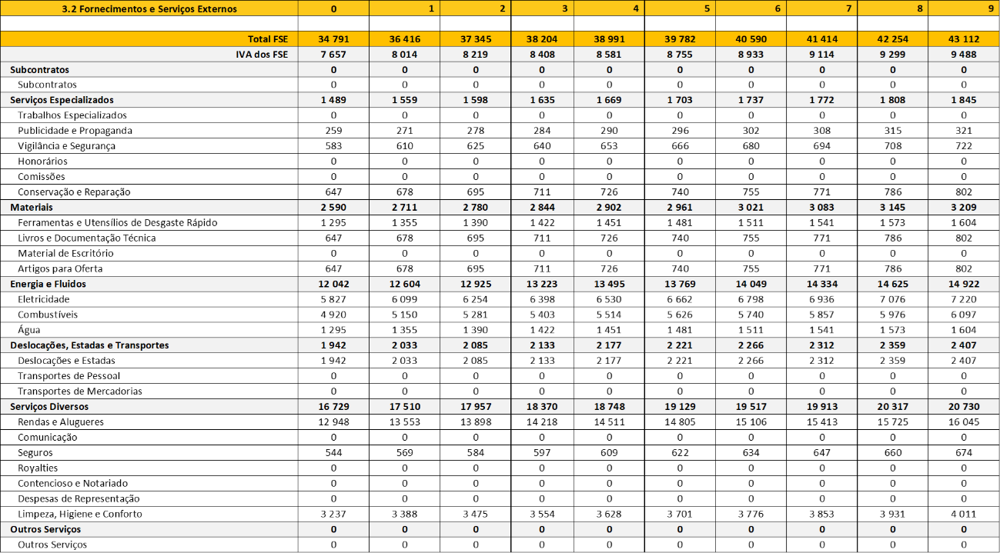 3.2 Fornecimentos e Serviços Externos 0 1 2 3 4 5 6 7 8 9
Total FSE 34 791 36 416 37 345 38 204 38 991 39 782 40 590 41 414 42 254 43 112
IVA dos FSE 7 657 8 014 8 219 8 408 8 581 8 755 8 933 9 114 9 299 9 488
Subcontratos 0 0 0 0 0 0 0 0 0 0
Subcontratos 0 0 0 0 0 0 0 0 0 0
Serviços Especializados 1 489 1 559 1 598 1 635 1 669 1 703 1 737 1 772 1 808 1 845
Trabalhos Especializados 0 0 0 0 0 0 0 0 0 0
Publicidade e Propaganda 259 271 278 284 290 296 302 308 315 321
Vigilância e Segurança 583 610 625 640 653 666 680 694 708 722
Honorários 0 0 0 0 0 0 0 0 0 0
Comissões 0 0 0 0 0 0 0 0 0 0
Conservação e Reparação 647 678 695 711 726 740 755 771 786 802
Materiais 2 590 2 711 2 780 2 844 2 902 2 961 3 021 3 083 3 145 3 209
Ferramentas e Utensílios de Desgaste Rápido 1 295 1 355 1 390 1 422 1 451 1 481 1 511 1 541 1 573 1 604
Livros e Documentação Técnica 647 678 695 711 726 740 755 771 786 802
Material de Escritório 0 0 0 0 0 0 0 0 0 0
Artigos para Oferta 647 678 695 711 726 740 755 771 786 802
Energia e Fluidos 12 042 12 604 12 925 13 223 13 495 13 769 14 049 14 334 14 625 14 922
Eletricidade 5 827 6 099 6 254 6 398 6 530 6 662 6 798 6 936 7 076 7 220
Combustíveis 4 920 5 150 5 281 5 403 5 514 5 626 5 740 5 857 5 976 6 097
Água 1 295 1 355 1 390 1 422 1 451 1 481 1 511 1 541 1 573 1 604
Deslocações, Estadas e Transportes 1 942 2 033 2 085 2 133 2 177 2 221 2 266 2 312 2 359 2 407
Deslocações e Estadas 1 942 2 033 2 085 2 133 2 177 2 221 2 266 2 312 2 359 2 407
Transportes de Pessoal 0 0 0 0 0 0 0 0 0 0
Transportes de Mercadorias 0 0 0 0 0 0 0 0 0 0
Serviços Diversos 16 729 17 510 17 957 18 370 18 748 19 129 19 517 19 913 20 317 20 730
Rendas e Alugueres 12 948 13 553 13 898 14 218 14 511 14 805 15 106 15 413 15 725 16 045
Comunicação 0 0 0 0 0 0 0 0 0 0
Seguros 544 569 584 597 609 622 634 647 660 674
Royalties 0 0 0 0 0 0 0 0 0 0
Contencioso e Notariado 0 0 0 0 0 0 0 0 0 0
Despesas de Representação 0 0 0 0 0 0 0 0 0 0
Limpeza, Higiene e Conforto 3 237 3 388 3 475 3 554 3 628 3 701 3 776 3 853 3 931 4 011
Outros Serviços 0 0 0 0 0 0 0 0 0 0
Outros Serviços 0 0 0 0 0 0 0 0 0 0